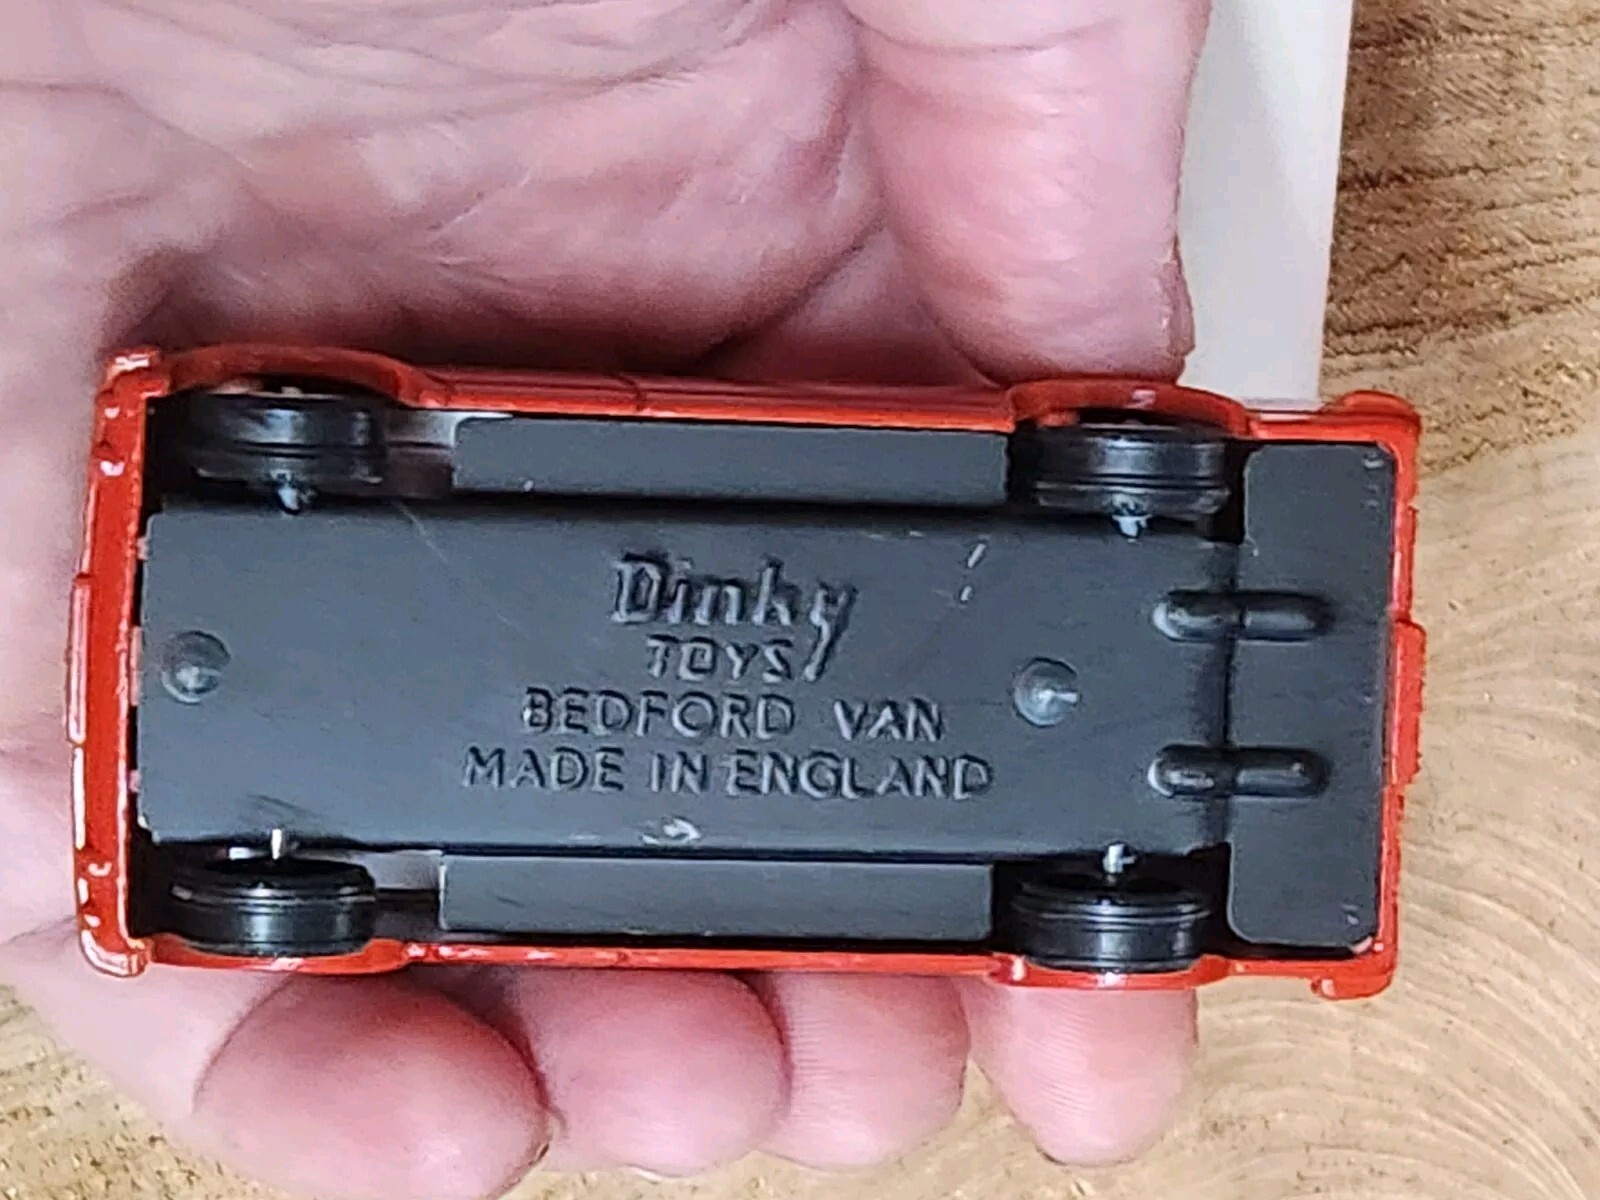 Dinky
TOYS
BEDFORD VAN
MADE IN ENGLAND